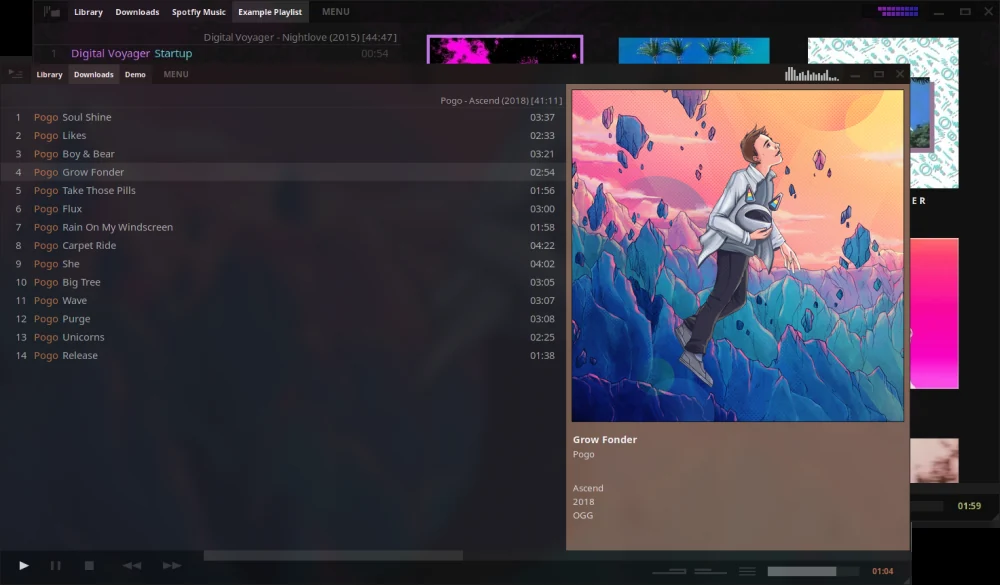 Library Downloads Spotfiy Music Example Playlist MENU
Digital Voyager - Nightlove (2015) [44:47]
1 Digital Voyager Startup 00:54
Library Downloads Demo MENU
Pogo - Ascend (2018) [41:11]
1 Pogo Soul Shine 03:37
2 Pogo Likes 02:33
3 Pogo Boy & Bear 03:21
4 Pogo Grow Fonder 02:54
5 Pogo Take Those Pills 01:56
6 Pogo Flux 03:00
7 Pogo Rain On My Windscreen 01:58
8 Pogo Carpet Ride 04:22
9 Pogo She 04:02
10 Pogo Big Tree 03:05
11 Pogo Wave 03:07
12 Pogo Purge 03:08
13 Pogo Unicorns 02:25
14 Pogo Release 01:38
ER
Grow Fonder
Pogo
Ascend
2018
OGG
01:59
01:04